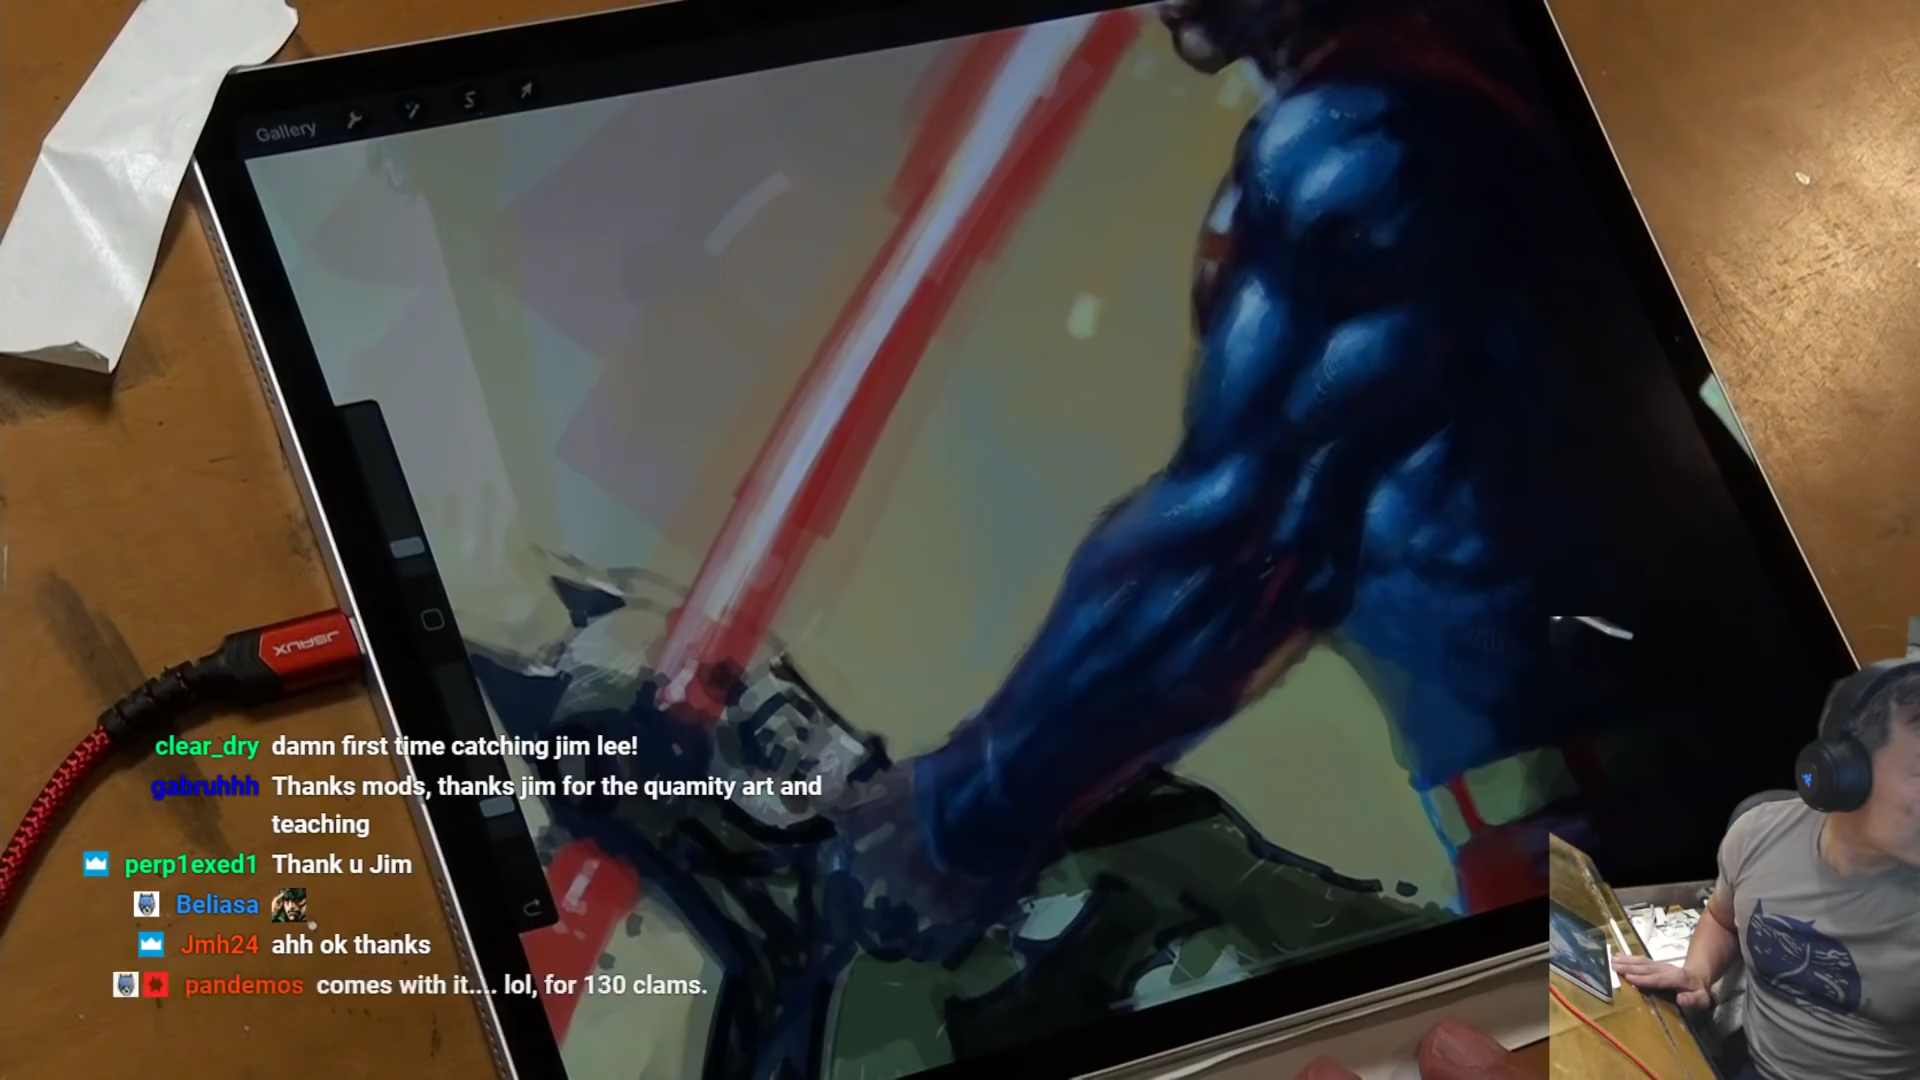 Gallery
JSAUX
clear_dry damn first time catching jim lee!
gabruhhh Thanks mods, thanks jim for the quamity art and
teaching
perp1exed1 Thank u Jim
Beliasa
Jmh24 ahh ok thanks
pandemos comes with it.... lol, for 130 clams.